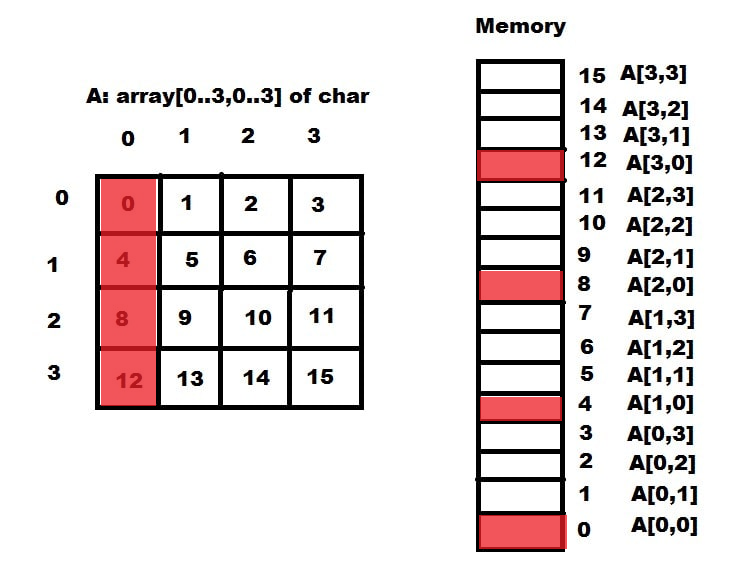 Memory
A: array[0..3,0..3] of char
0 1 2 3
0 0 1 2 3
1 4 5 6 7
2 8 9 10 11
3 12 13 14 15
15 A[3,3]
14 A[3,2]
13 A[3,1]
12 A[3,0]
11 A[2,3]
10 A[2,2]
9 A[2,1]
8 A[2,0]
7 A[1,3]
6 A[1,2]
5 A[1,1]
4 A[1,0]
3 A[0,3]
2 A[0,2]
1 A[0,1]
0 A[0,0]